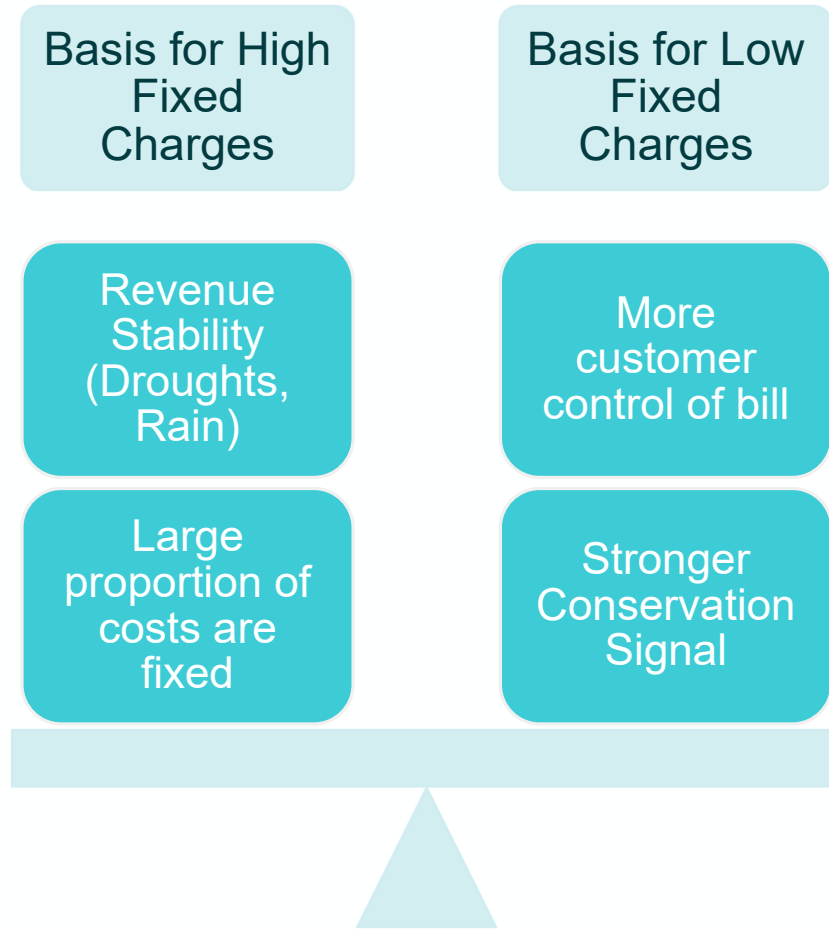 Basis for High
Fixed
Charges
Revenue
Stability
(Droughts,
Rain)
Large
proportion of
costs are
fixed
Basis for Low
Fixed
Charges
More
customer
control of bill
Stronger
Conservation
Signal